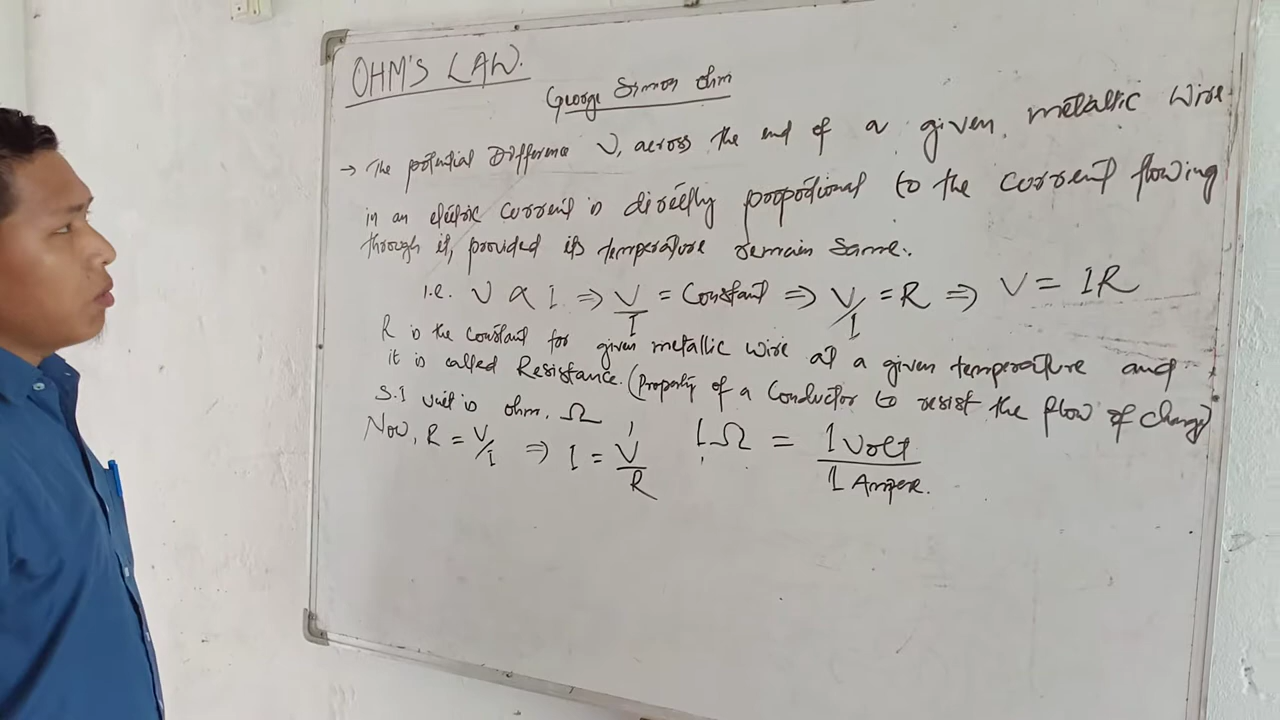 OHM'S LAW.
George Simon Ohm
→ The potential Difference V, across the end of a given metallic wire
in an electric current is directly propotional to the current flowing
through it, provided its temperature remain same.
i.e. V ∝ I ⇒ V/I = Constant ⇒ V/I = R ⇒ V = IR
R is the constant for given metallic wire at a given temperature and
it is called Resistance. (Property of a conductor to resist the flow of charge)
S.I unit is ohm, Ω
Now, R = V/I ⇒ I = V/R , 1Ω = 1 Volt / 1 Amper.